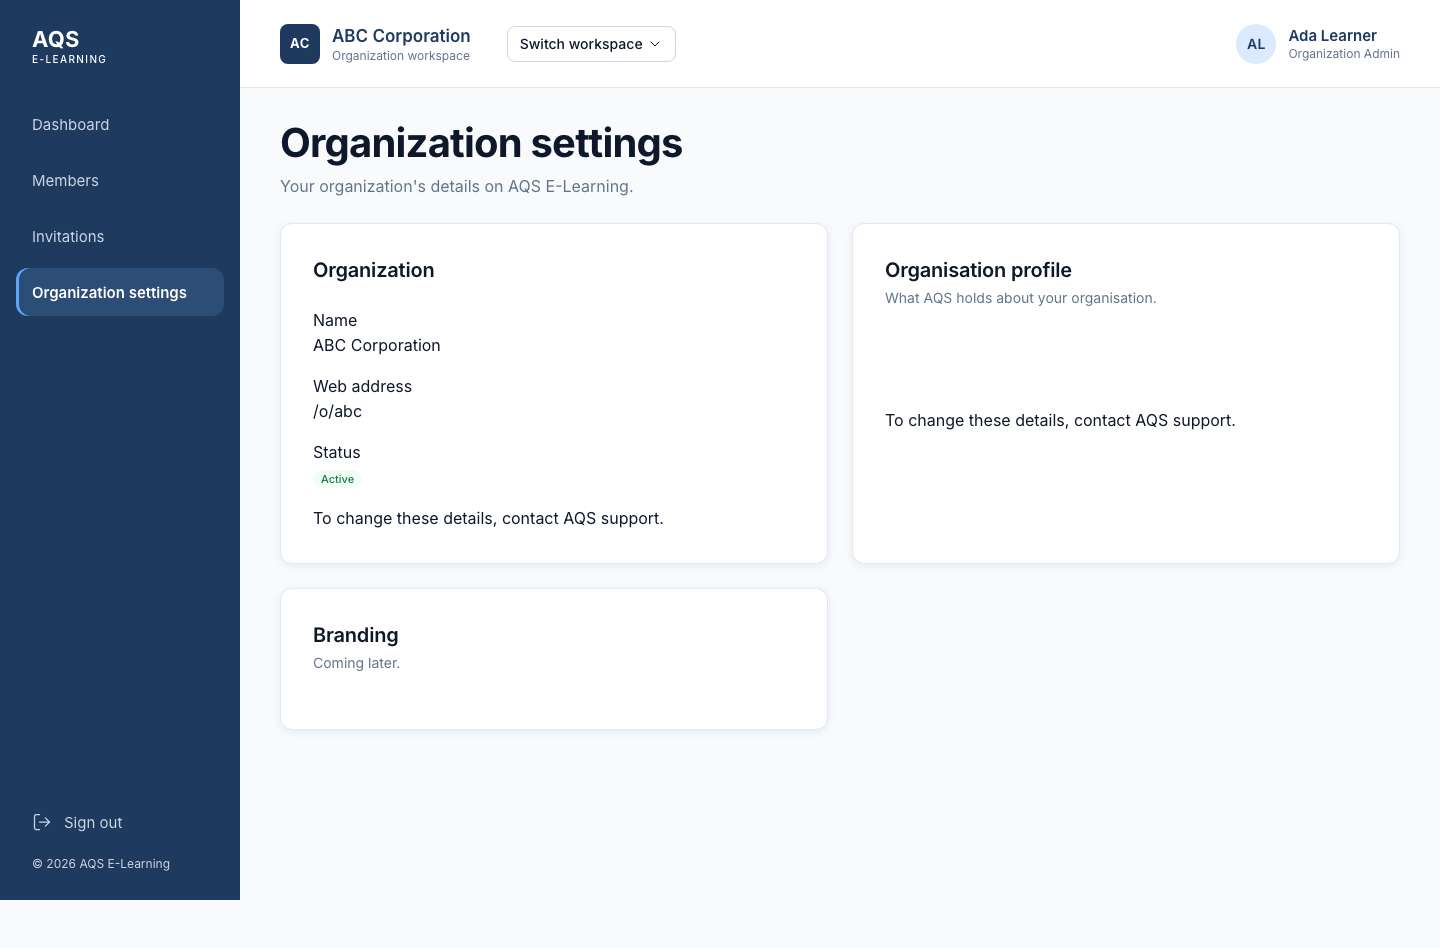 AQS
E-LEARNING
Dashboard
Members
Invitations
Organization settings
Sign out
© 2026 AQS E-Learning
AC
ABC Corporation
Organization workspace
Switch workspace
AL
Ada Learner
Organization Admin
Organization settings
Your organization's details on AQS E-Learning.
Organization
Name
ABC Corporation
Web address
/o/abc
Status
Active
To change these details, contact AQS support.
Organisation profile
What AQS holds about your organisation.
To change these details, contact AQS support.
Branding
Coming later.